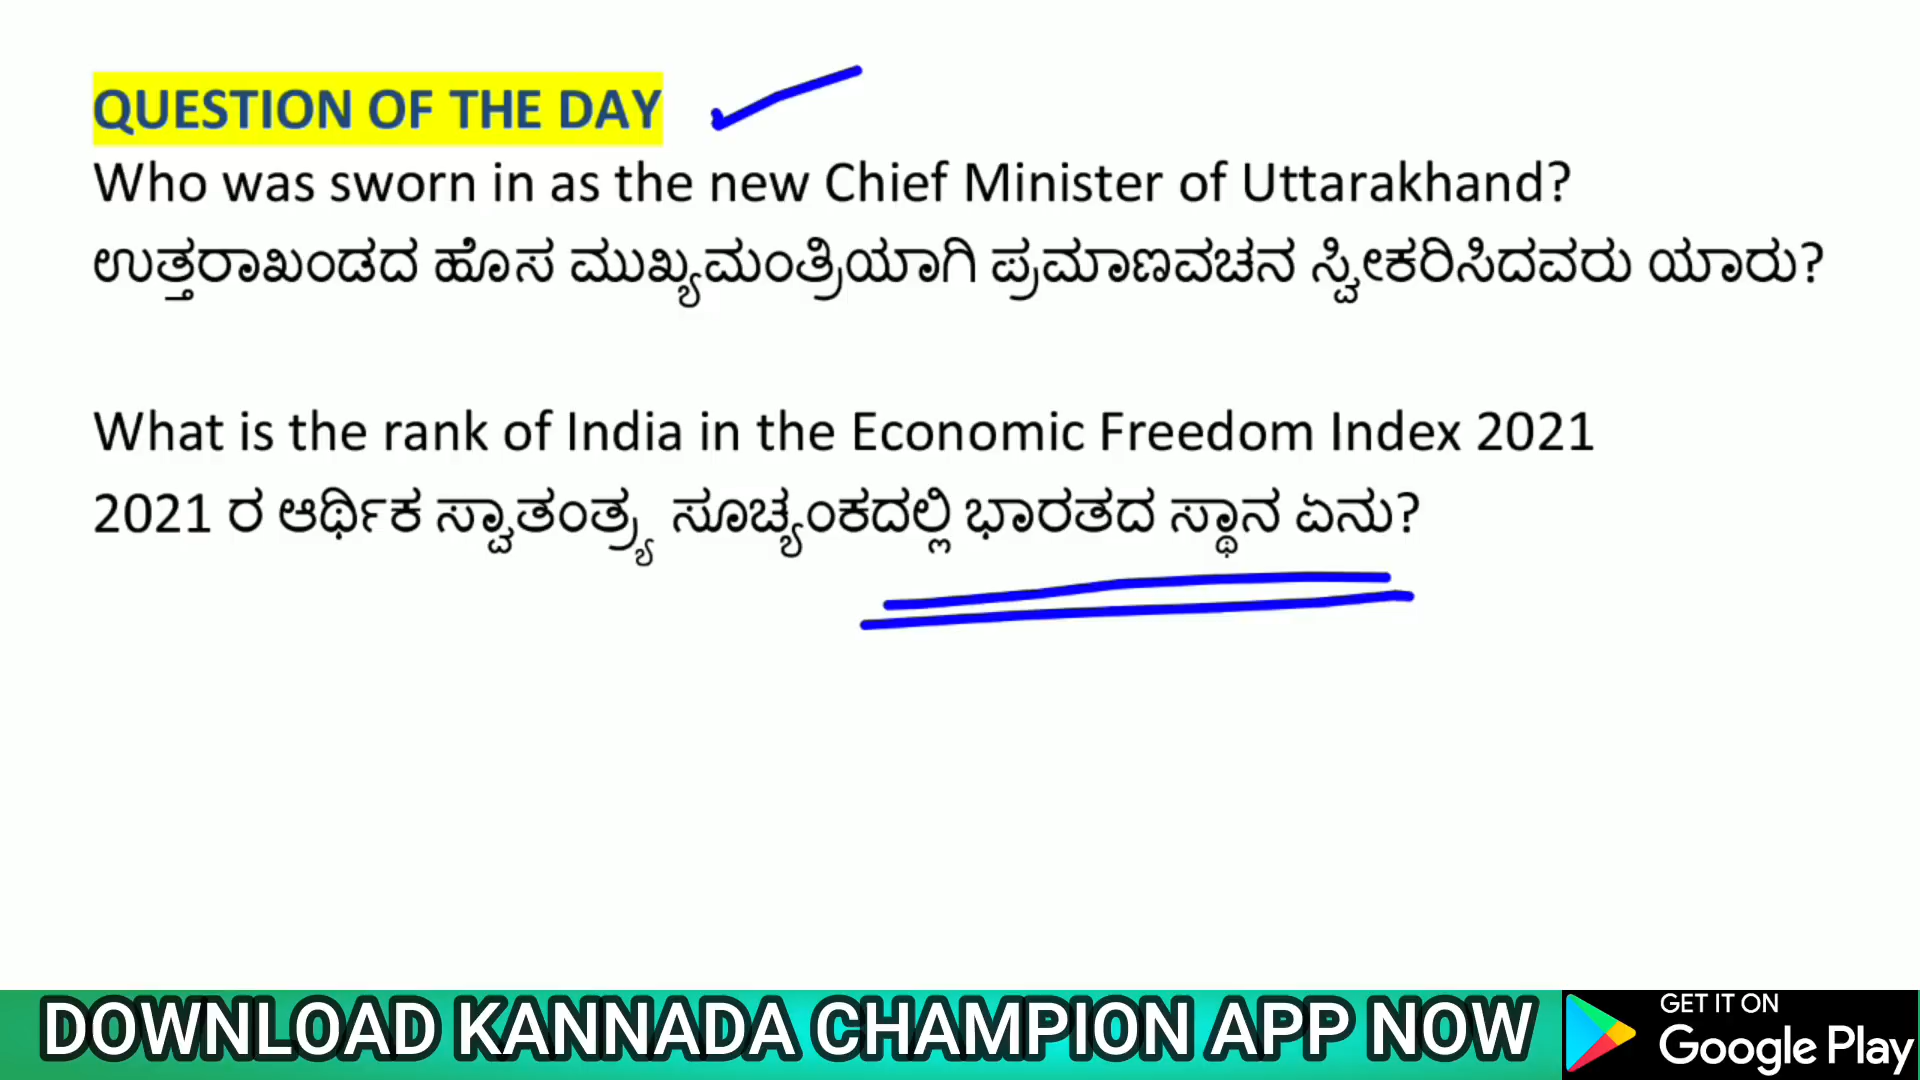 QUESTION OF THE DAY
Who was sworn in as the new Chief Minister of Uttarakhand?
ಉತ್ತರಾಖಂಡದ ಹೊಸ ಮುಖ್ಯಮಂತ್ರಿಯಾಗಿ ಪ್ರಮಾಣವಚನ ಸ್ವೀಕರಿಸಿದವರು ಯಾರು?
What is the rank of India in the Economic Freedom Index 2021
2021 ರ ಆರ್ಥಿಕ ಸ್ವಾತಂತ್ರ್ಯ ಸೂಚ್ಯಂಕದಲ್ಲಿ ಭಾರತದ ಸ್ಥಾನ ಏನು?
DOWNLOAD KANNADA CHAMPION APP NOW
GET IT ON
Google Play